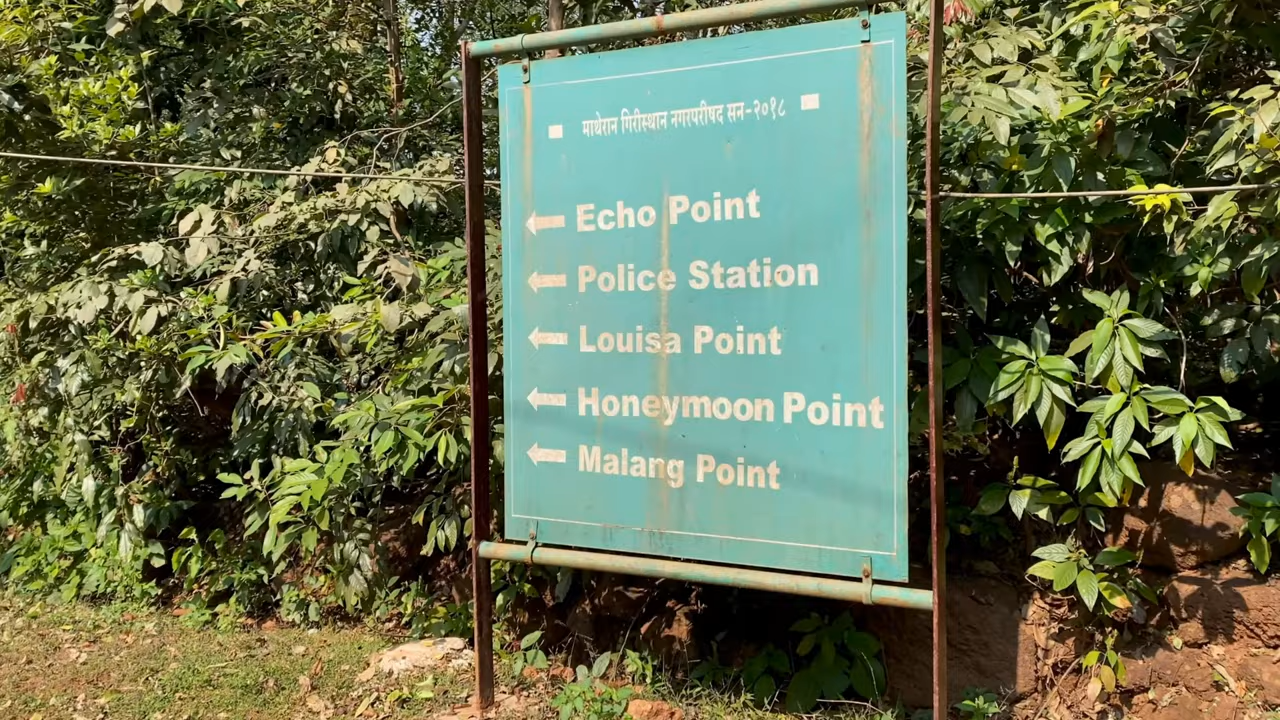 माथेरान गिरीस्थान नगरपरीषद सन-२०१८
Echo Point
Police Station
Louisa Point
Honeymoon Point
Malang Point